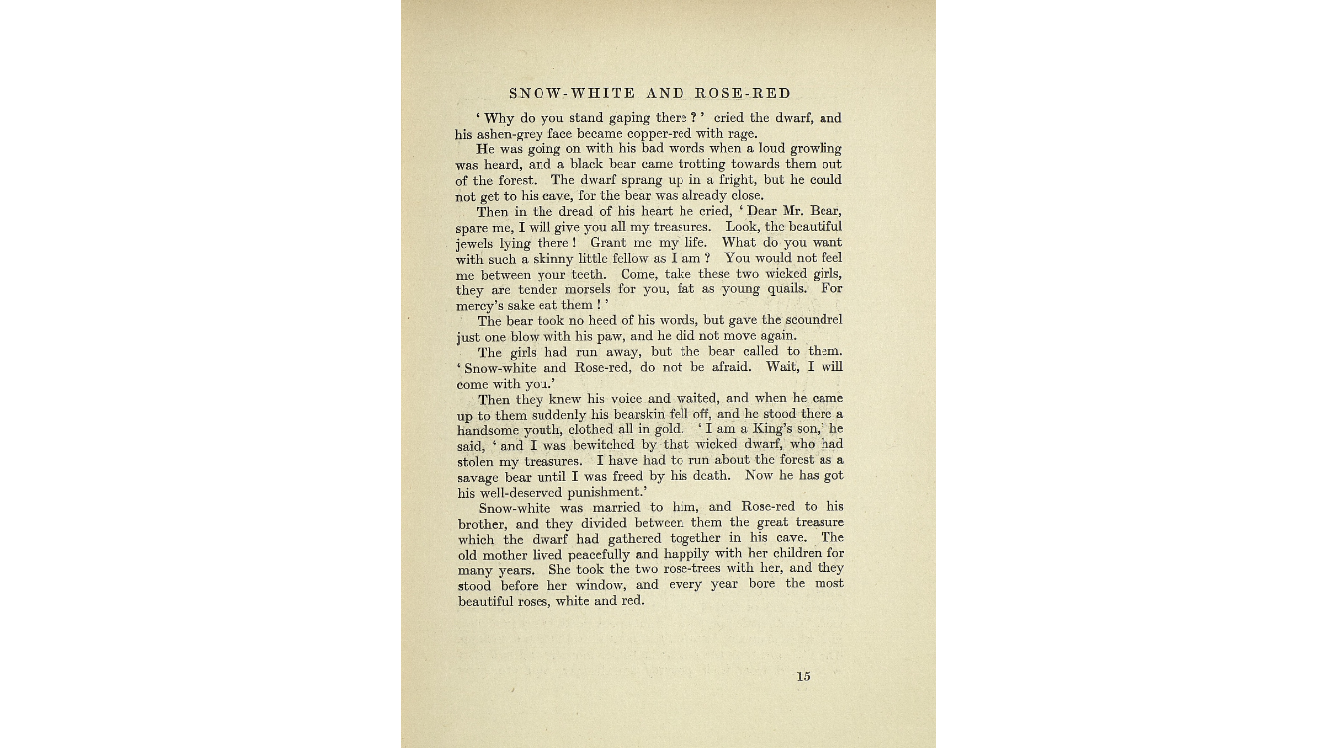 SNOW-WHITE AND ROSE-RED
‘ Why do you stand gaping there ? ’ cried the dwarf, and
his ashen-grey face became copper-red with rage.
He was going on with his bad words when a loud growling
was heard, and a black bear came trotting towards them out
of the forest. The dwarf sprang up in a fright, but he could
not get to his cave, for the bear was already close.
Then in the dread of his heart he cried, ‘ Dear Mr. Bear,
spare me, I will give you all my treasures. Look, the beautiful
jewels lying there ! Grant me my life. What do you want
with such a skinny little fellow as I am ? You would not feel
me between your teeth. Come, take these two wicked girls,
they are tender morsels for you, fat as young quails. For
mercy’s sake eat them ! ’
The bear took no heed of his words, but gave the scoundrel
just one blow with his paw, and he did not move again.
The girls had run away, but the bear called to them.
‘ Snow-white and Rose-red, do not be afraid. Wait, I will
come with you.’
Then they knew his voice and waited, and when he came
up to them suddenly his bearskin fell off, and he stood there a
handsome youth, clothed all in gold. ‘ I am a King’s son,’ he
said, ‘ and I was bewitched by that wicked dwarf, who had
stolen my treasures. I have had to run about the forest as a
savage bear until I was freed by his death. Now he has got
his well-deserved punishment.’
Snow-white was married to him, and Rose-red to his
brother, and they divided between them the great treasure
which the dwarf had gathered together in his cave. The
old mother lived peacefully and happily with her children for
many years. She took the two rose-trees with her, and they
stood before her window, and every year bore the most
beautiful roses, white and red.
15